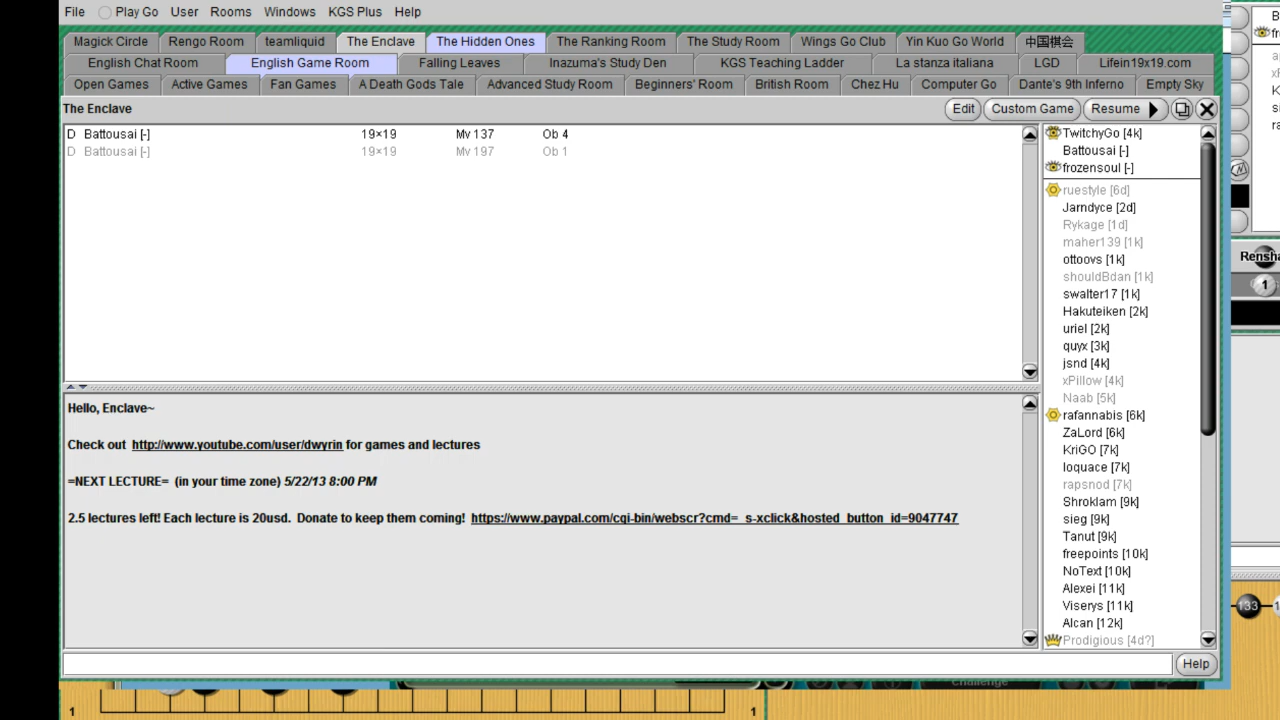 File Play Go User Rooms Windows KGS Plus Help
Magick Circle Rengo Room teamliquid The Enclave The Hidden Ones The Ranking Room The Study Room Wings Go Club Yin Kuo Go World 中国棋会
English Chat Room English Game Room Falling Leaves Inazuma's Study Den KGS Teaching Ladder La stanza italiana LGD Lifein19x19.com
Open Games Active Games Fan Games A Death Gods Tale Advanced Study Room Beginners' Room British Room Chez Hu Computer Go Dante's 9th Inferno Empty Sky
The Enclave Edit Custom Game Resume
D Battousai [-] 19×19 Mv 137 Ob 4
D Battousai [-] 19×19 Mv 197 Ob 1
TwitchyGo [4k]
Battousai [-]
frozensoul [-]
ruestyle [6d]
Jarndyce [2d]
Rykage [1d]
maher139 [1k]
ottoovs [1k]
shouldBdan [1k]
swalter17 [1k]
Hakuteiken [2k]
uriel [2k]
quyx [3k]
jsnd [4k]
xPillow [4k]
Naab [5k]
rafannabis [6k]
ZaLord [6k]
KriGO [7k]
loquace [7k]
rapsnod [7k]
Shroklam [9k]
sieg [9k]
Tanut [9k]
freepoints [10k]
NoText [10k]
Alexei [11k]
Viserys [11k]
Alcan [12k]
Prodigious [4d?]
Hello, Enclave~
Check out http://www.youtube.com/user/dwyrin for games and lectures
=NEXT LECTURE= (in your time zone) 5/22/13 8:00 PM
2.5 lectures left! Each lecture is 20usd. Donate to keep them coming! https://www.paypal.com/cgi-bin/webscr?cmd=_s-xclick&hosted_button_id=9047747
Help
Rensha
1
133
Challenge
1 1